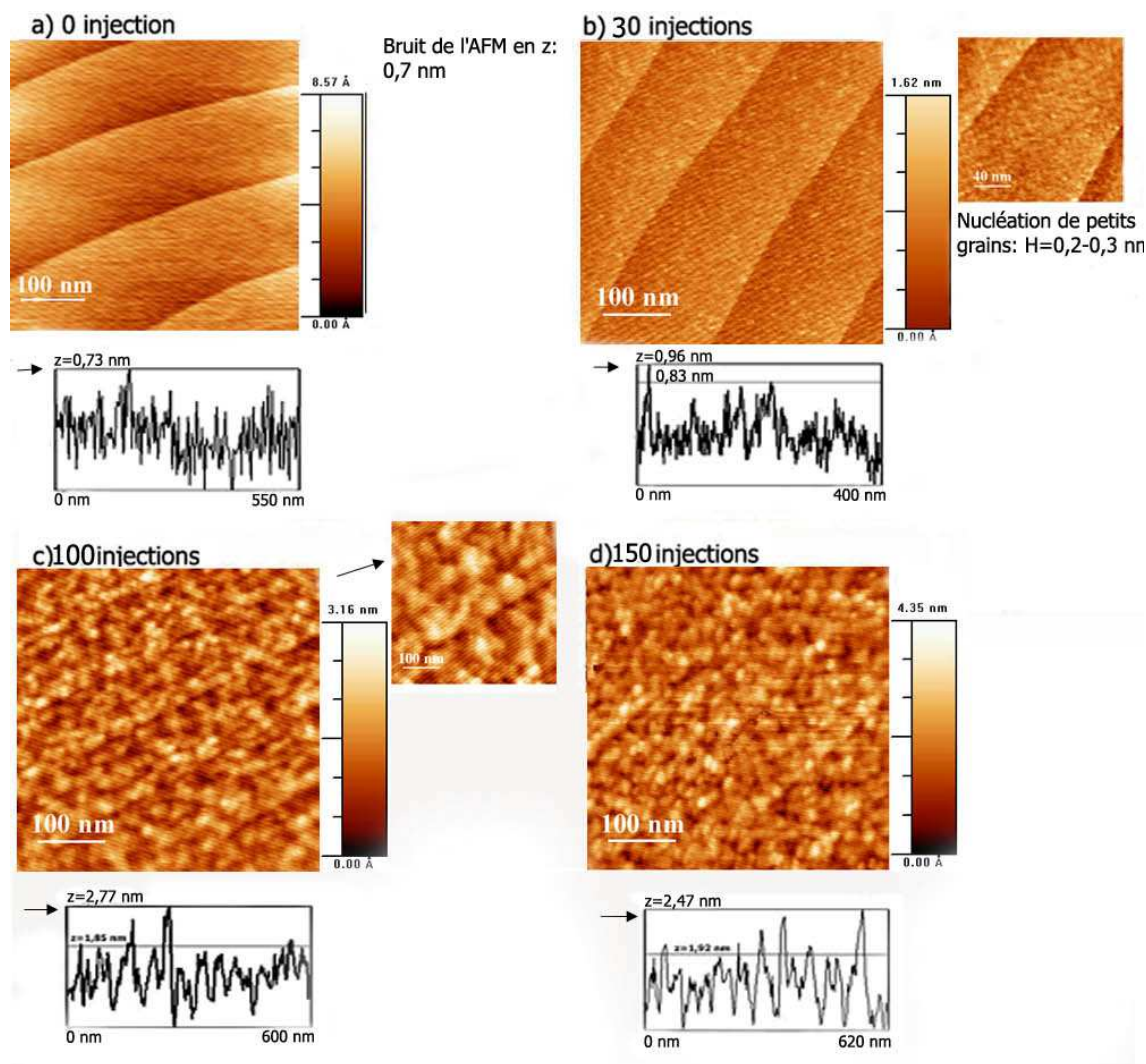 a) 0 injection
Bruit de l'AFM en z:
0,7 nm
8.57 Å
100 nm
0.00 Å
z=0,73 nm
0 nm
550 nm
b) 30 injections
1.62 nm
40 nm
Nucléation de petits
grains: H=0,2-0,3 nm
100 nm
0.00 Å
z=0,96 nm
0,83 nm
0 nm
400 nm
c)100injections
3.16 nm
100 nm
100 nm
0.00 Å
z=2,77 nm
z=1,85 nm
0 nm
600 nm
d)150 injections
4.35 nm
100 nm
0.00 Å
z=2,47 nm
z=1,92 nm
0 nm
620 nm